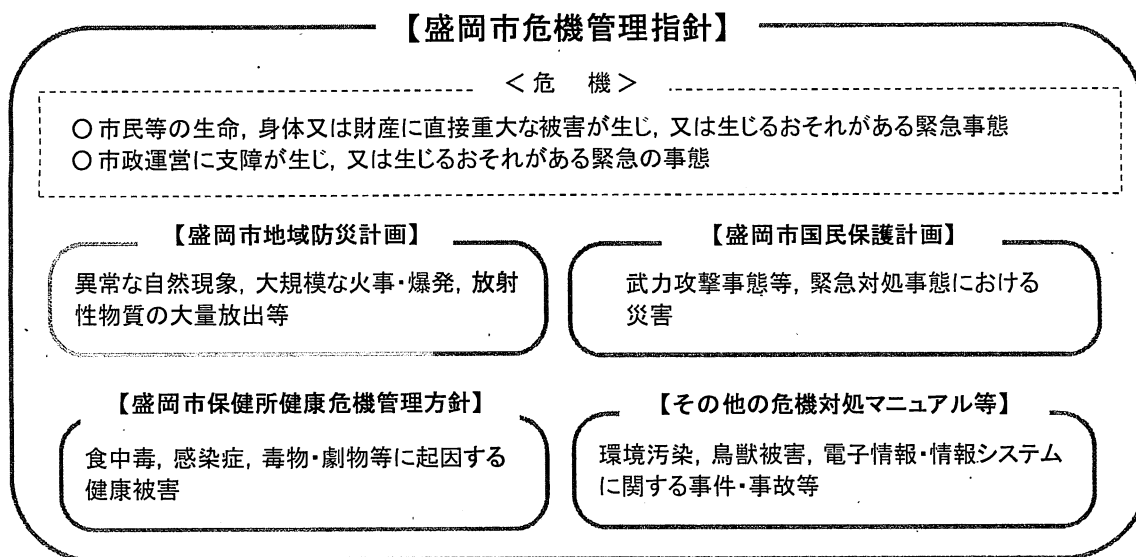 【盛岡市危機管理指針】
<危 機>
○市民等の生命，身体又は財産に直接重大な被害が生じ，又は生じるおそれがある緊急事態
○市政運営に支障が生じ，又は生じるおそれがある緊急の事態
【盛岡市地域防災計画】
異常な自然現象，大規模な火事・爆発，放射
性物質の大量放出等
【盛岡市国民保護計画】
武力攻撃事態等，緊急対処事態における
災害
【盛岡市保健所健康危機管理方針】
食中毒，感染症，毒物・劇物等に起因する
健康被害
【その他の危機対処マニュアル等】
環境汚染，鳥獣被害，電子情報・情報システム
に関する事件・事故等